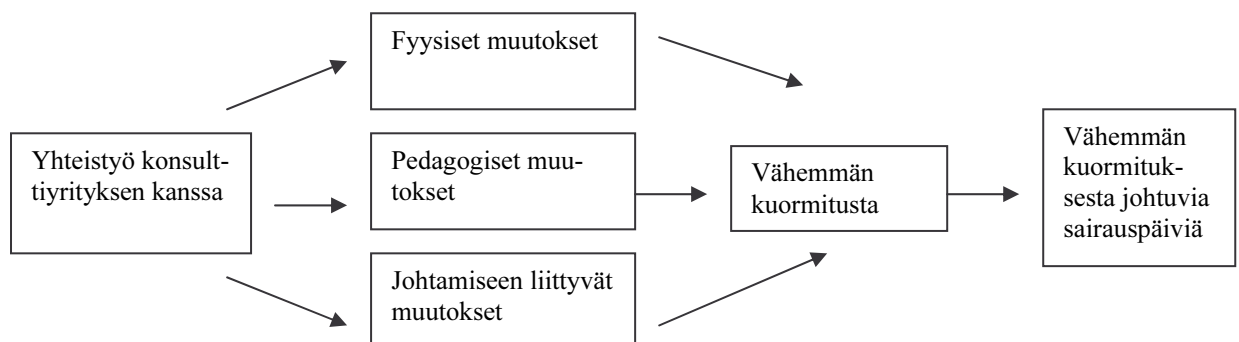 Fyysiset muutokset
Yhteistyö konsult-
tiyrityksen kanssa
Pedagogiset muu-
tokset
Johtamiseen liittyvät
muutokset
Vähemmän
kuormitusta
Vähemmän
kuormituk-
sesta johtuvia
sairauspäiviä